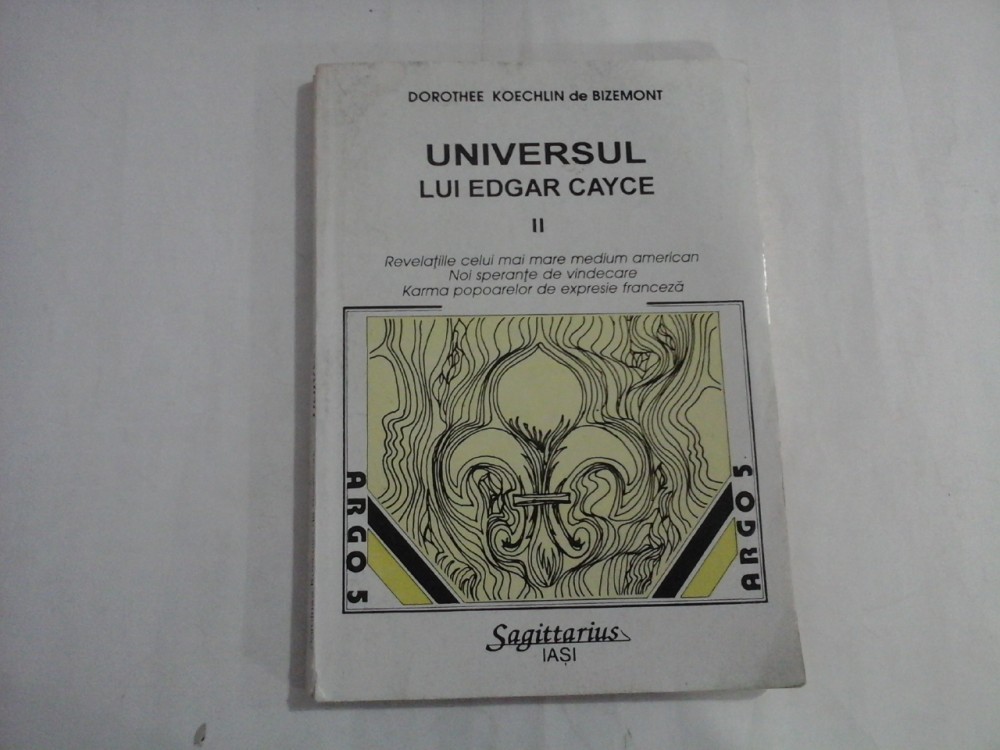 DOROTHEE KOECHLIN de BIZEMONT
UNIVERSUL
LUI EDGAR CAYCE
II
Revelațiile celui mai mare medium american
Noi speranțe de vindecare
Karma popoarelor de expresie franceză
ARGO 5
ARGO 5
Sagittarius
IAȘI